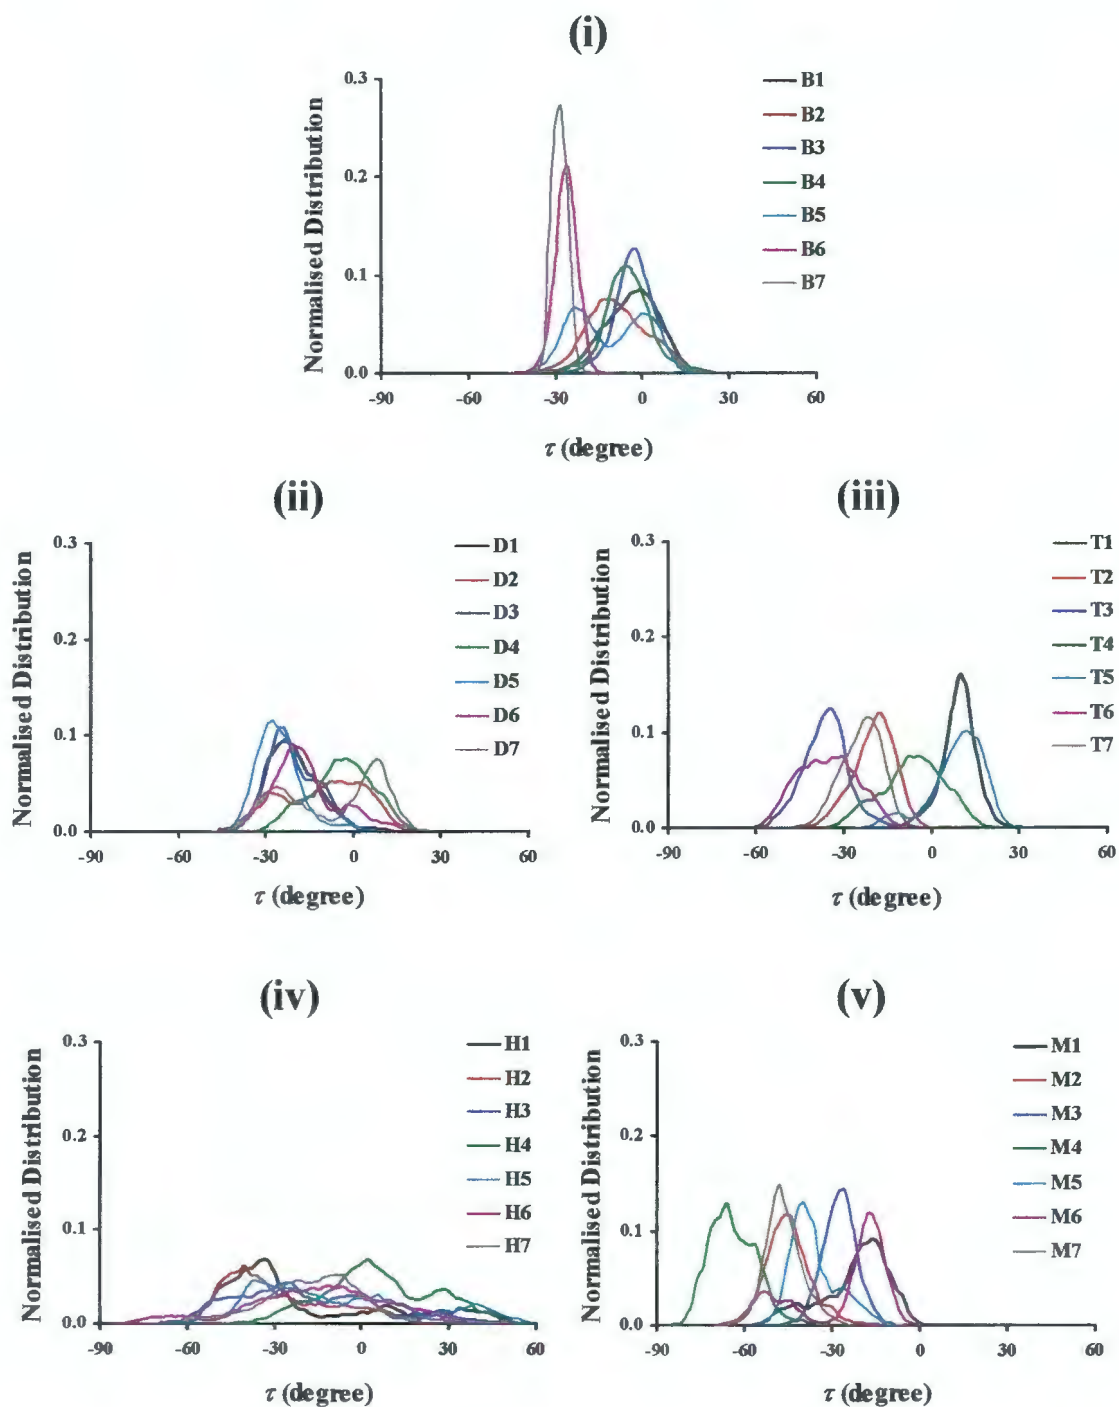 (i)
Normalised Distribution
0.3
0.2
0.1
0.0
-90 -60 -30 0 30 60
τ (degree)
B1
B2
B3
B4
B5
B6
B7
(ii)
Normalised Distribution
0.3
0.2
0.1
0.0
-90 -60 -30 0 30 60
τ (degree)
D1
D2
D3
D4
D5
D6
D7
(iii)
Normalised Distribution
0.3
0.2
0.1
0.0
-90 -60 -30 0 30 60
τ (degree)
T1
T2
T3
T4
T5
T6
T7
(iv)
Normalised Distribution
0.3
0.2
0.1
0.0
-90 -60 -30 0 30 60
τ (degree)
H1
H2
H3
H4
H5
H6
H7
(v)
Normalised Distribution
0.3
0.2
0.1
0.0
-90 -60 -30 0 30 60
τ (degree)
M1
M2
M3
M4
M5
M6
M7